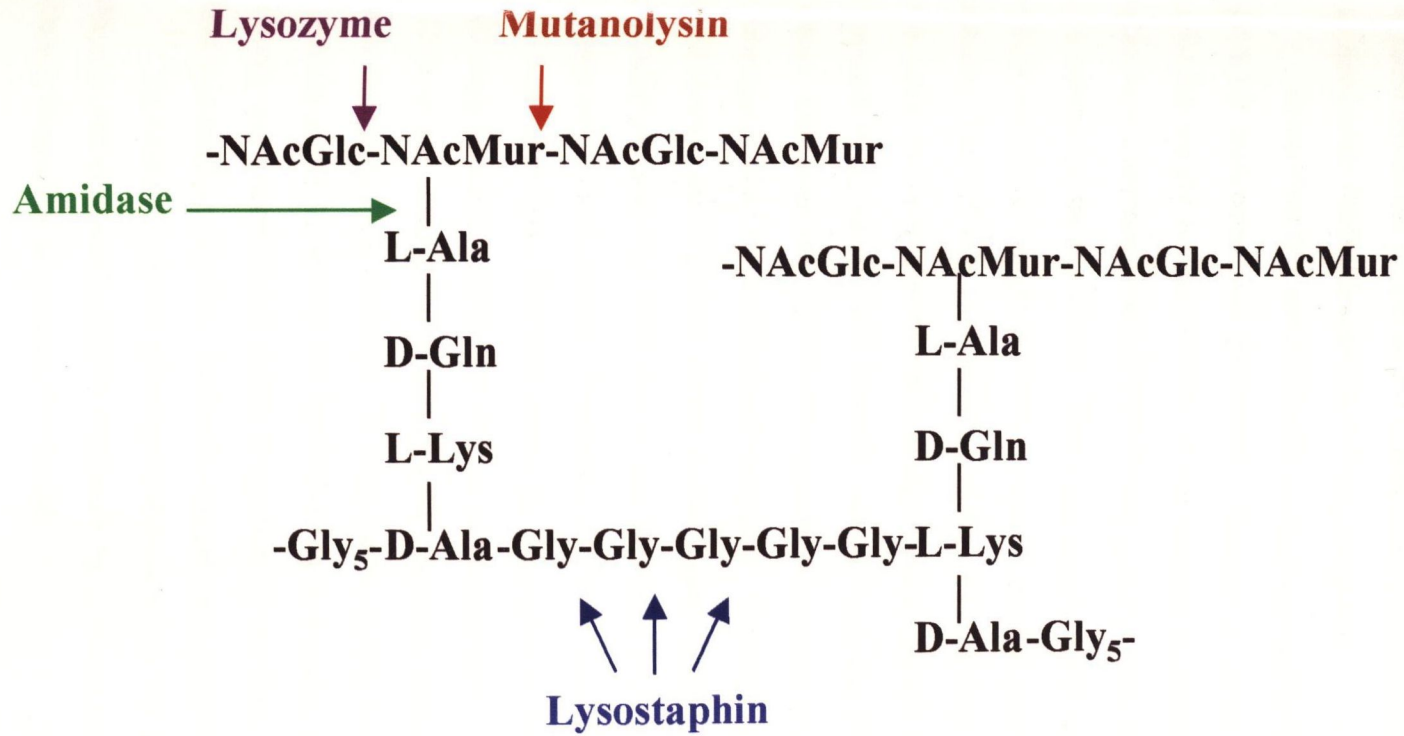 Lysozyme Mutanolysin
-NAcGlc-NAcMur-NAcGlc-NAcMur
Amidase
L-Ala
-NAcGlc-NAcMur-NAcGlc-NAcMur
D-Gln
L-Ala
L-Lys
D-Gln
-Gly₅-D-Ala-Gly-Gly-Gly-Gly-Gly-L-Lys
D-Ala-Gly₅-
Lysostaphin